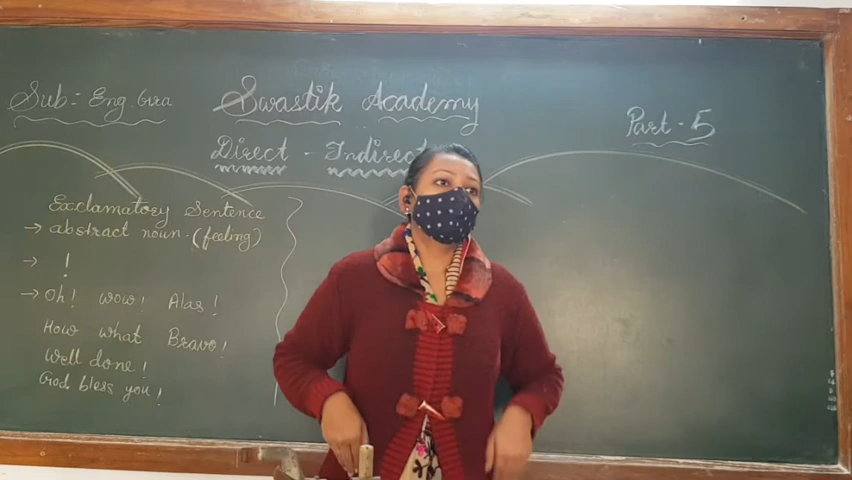 Sub:- Eng. Gra
Swastik Academy
Part - 5
Direct - Indirect
Exclamatory Sentence
→ abstract noun. (feeling)
→ !
→ Oh! wow! Alas!
How what Bravo!
Well done!
God bless you!